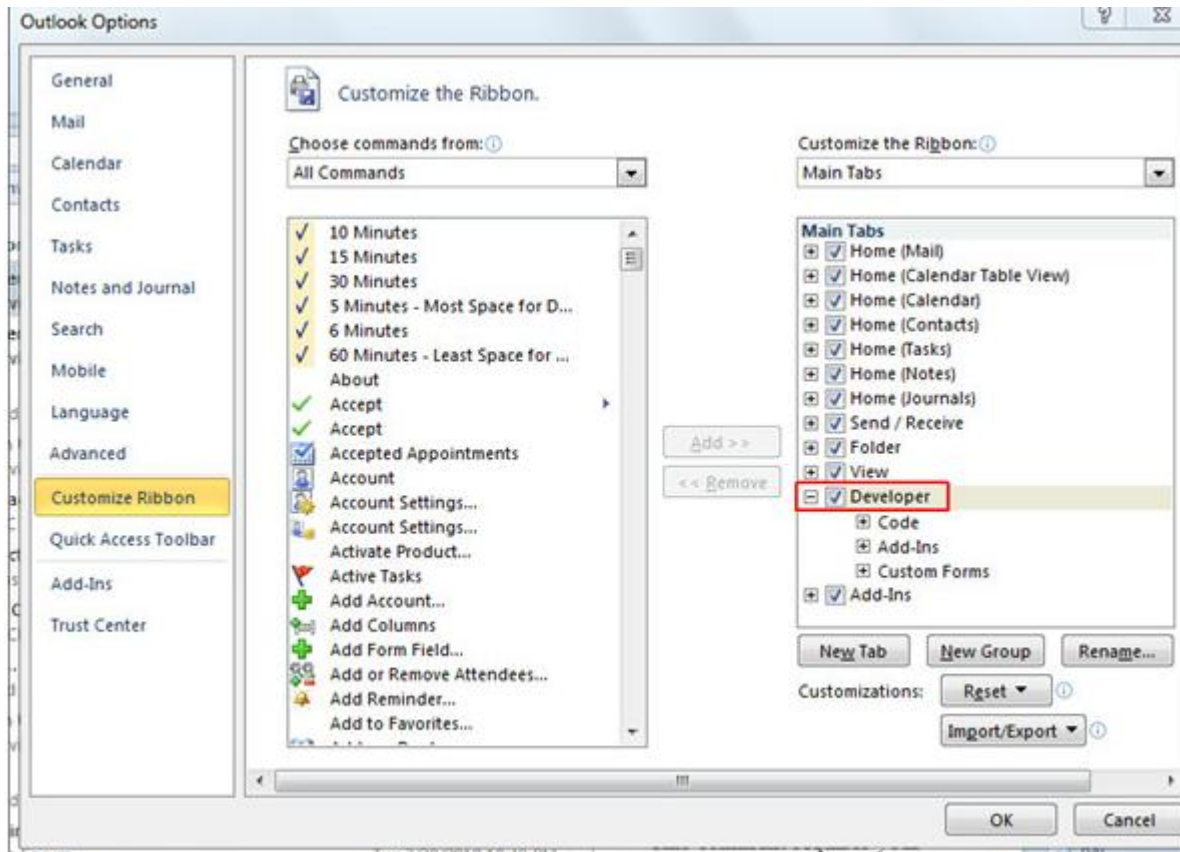 Outlook Options
General
Mail
Calendar
Contacts
Tasks
Notes and Journal
Search
Mobile
Language
Advanced
Customize Ribbon
Quick Access Toolbar
Add-Ins
Trust Center
Customize the Ribbon.
Choose commands from:
All Commands
10 Minutes
15 Minutes
30 Minutes
5 Minutes - Most Space for D...
6 Minutes
60 Minutes - Least Space for ...
About
Accept
Accept
Accepted Appointments
Account
Account Settings...
Account Settings...
Activate Product...
Active Tasks
Add Account...
Add Columns
Add Form Field...
Add or Remove Attendees...
Add Reminder...
Add to Favorites...
Add >>
<< Remove
Customize the Ribbon:
Main Tabs
Main Tabs
Home (Mail)
Home (Calendar Table View)
Home (Calendar)
Home (Contacts)
Home (Tasks)
Home (Notes)
Home (Journals)
Send / Receive
Folder
View
Developer
Code
Add-Ins
Custom Forms
Add-Ins
New Tab
New Group
Rename...
Customizations:
Reset
Import/Export
OK
Cancel